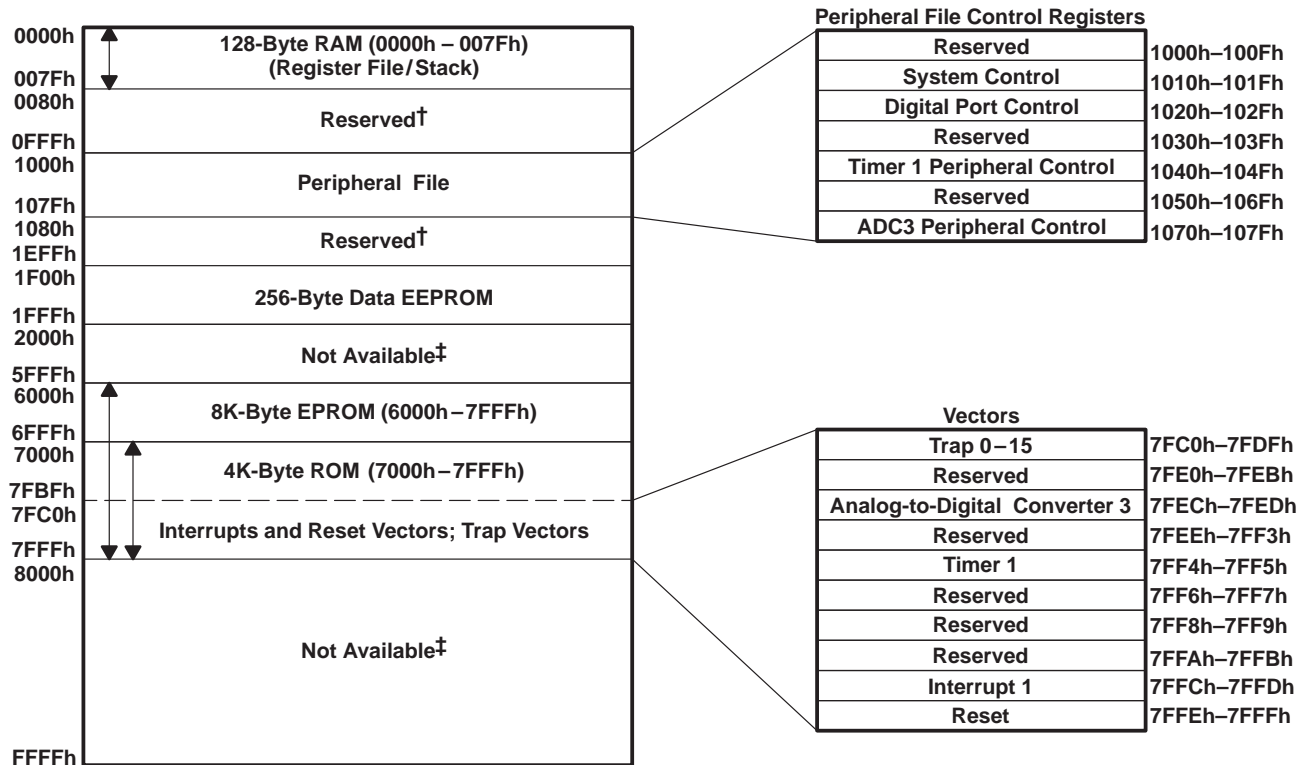 0000h
128-Byte RAM (0000h – 007Fh)
(Register File/Stack)
007Fh
0080h
Reserved†
0FFFh
1000h
Peripheral File
107Fh
1080h
Reserved†
1EFFh
1F00h
256-Byte Data EEPROM
1FFFh
2000h
Not Available‡
5FFFh
6000h
8K-Byte EPROM (6000h–7FFFh)
6FFFh
7000h
4K-Byte ROM (7000h–7FFFh)
7FBFh
7FC0h
Interrupts and Reset Vectors; Trap Vectors
7FFFh
8000h
Not Available‡
FFFFh
Peripheral File Control Registers
Reserved 1000h–100Fh
System Control 1010h–101Fh
Digital Port Control 1020h–102Fh
Reserved 1030h–103Fh
Timer 1 Peripheral Control 1040h–104Fh
Reserved 1050h–106Fh
ADC3 Peripheral Control 1070h–107Fh
Vectors
Trap 0–15 7FC0h–7FDFh
Reserved 7FE0h–7FEBh
Analog-to-Digital Converter 3 7FECh–7FEDh
Reserved 7FEEh–7FF3h
Timer 1 7FF4h–7FF5h
Reserved 7FF6h–7FF7h
Reserved 7FF8h–7FF9h
Reserved 7FFAh–7FFBh
Interrupt 1 7FFCh–7FFDh
Reset 7FFEh–7FFFh